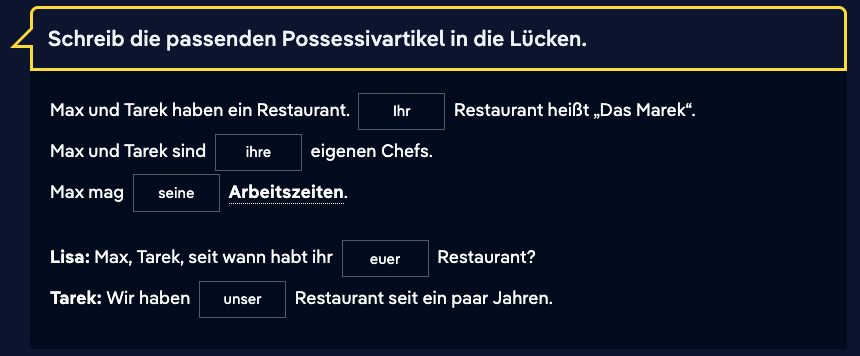 Schreib die passenden Possessivartikel in die Lücken.
Max und Tarek haben ein Restaurant. Ihr Restaurant heißt „Das Marek“.
Max und Tarek sind ihre eigenen Chefs.
Max mag seine Arbeitszeiten.
Lisa: Max, Tarek, seit wann habt ihr euer Restaurant?
Tarek: Wir haben unser Restaurant seit ein paar Jahren.